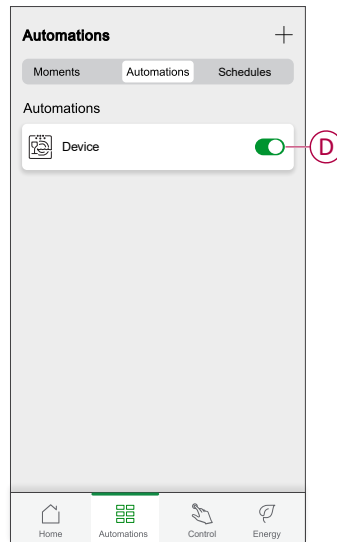 Automations
Moments Automations Schedules
Automations
Device
D
Home Automations Control Energy